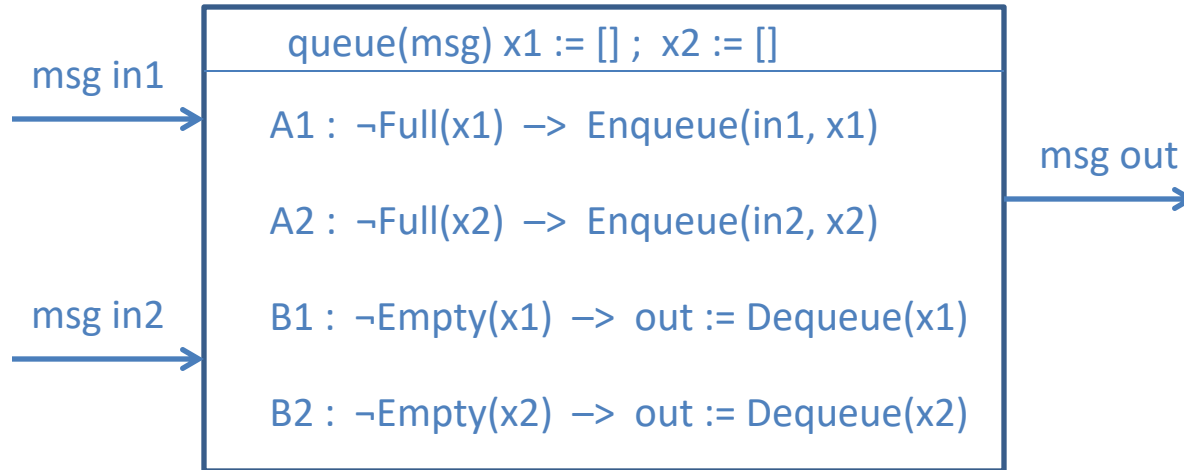 queue(msg) x1 := [] ; x2 := []
msg in1
A1 : ¬Full(x1) –> Enqueue(in1, x1)
msg out
A2 : ¬Full(x2) –> Enqueue(in2, x2)
msg in2
B1 : ¬Empty(x1) –> out := Dequeue(x1)
B2 : ¬Empty(x2) –> out := Dequeue(x2)